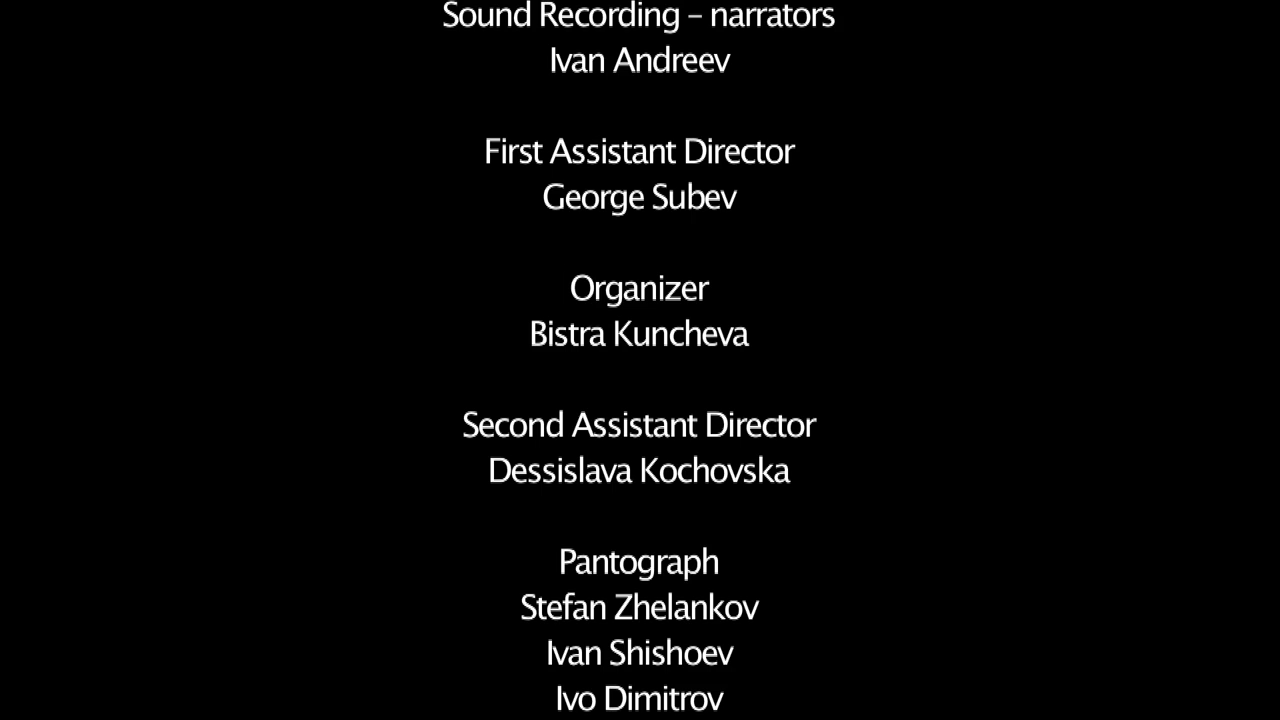 Sound Recording – narrators
Ivan Andreev
First Assistant Director
George Subev
Organizer
Bistra Kuncheva
Second Assistant Director
Dessislava Kochovska
Pantograph
Stefan Zhelankov
Ivan Shishoev
Ivo Dimitrov